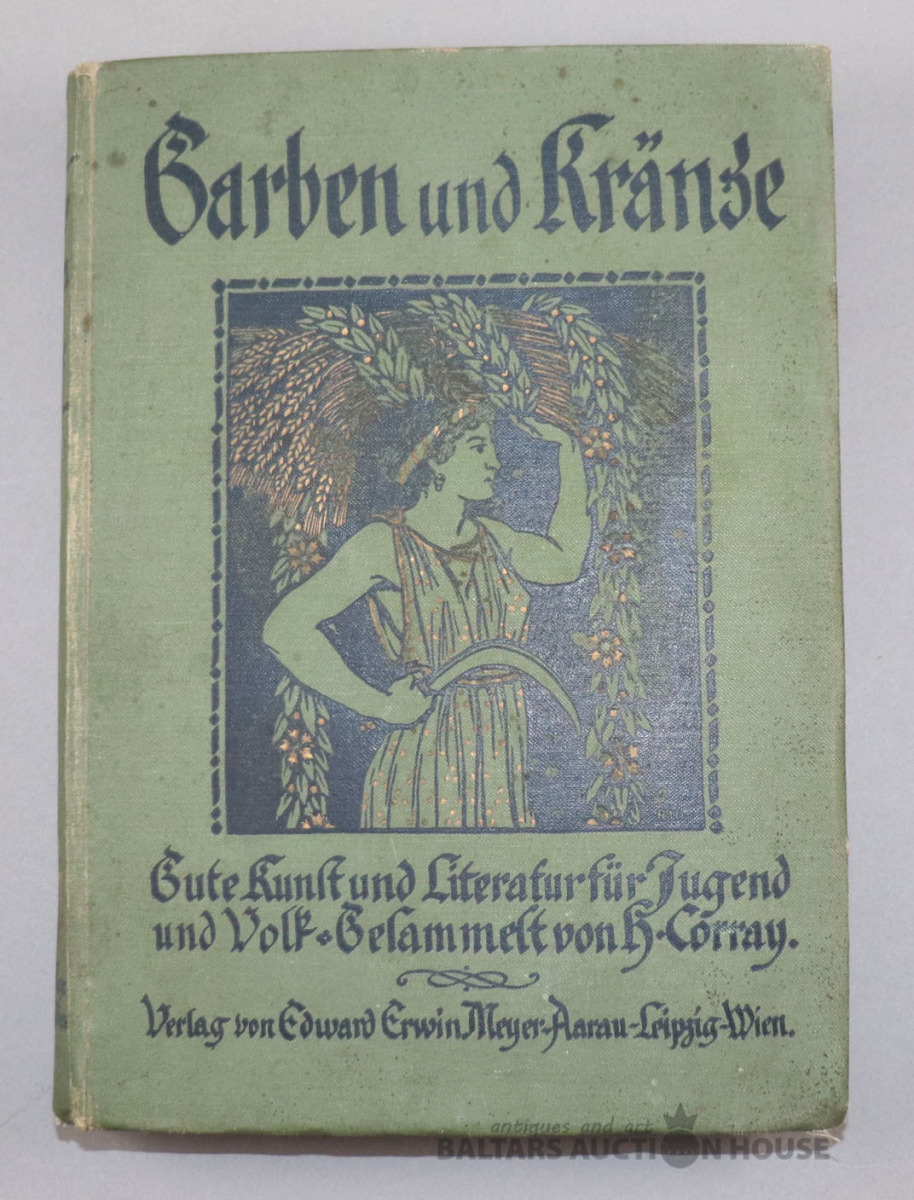 Garben und Kränze
Gute Kunst und Literatur für Jugend
und Volk • Gesammelt von H. Corray.
Verlag von Edward Erwin Meyer-Aarau-Leipzig-Wien.
antiques and art
BALTARS AUCTION HOUSE